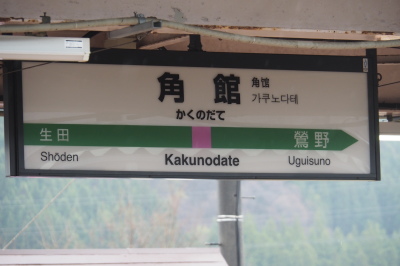 角館 角馆
가쿠노다테
かくのだて
生田 鶯野
Shōden Kakunodate Uguisuno